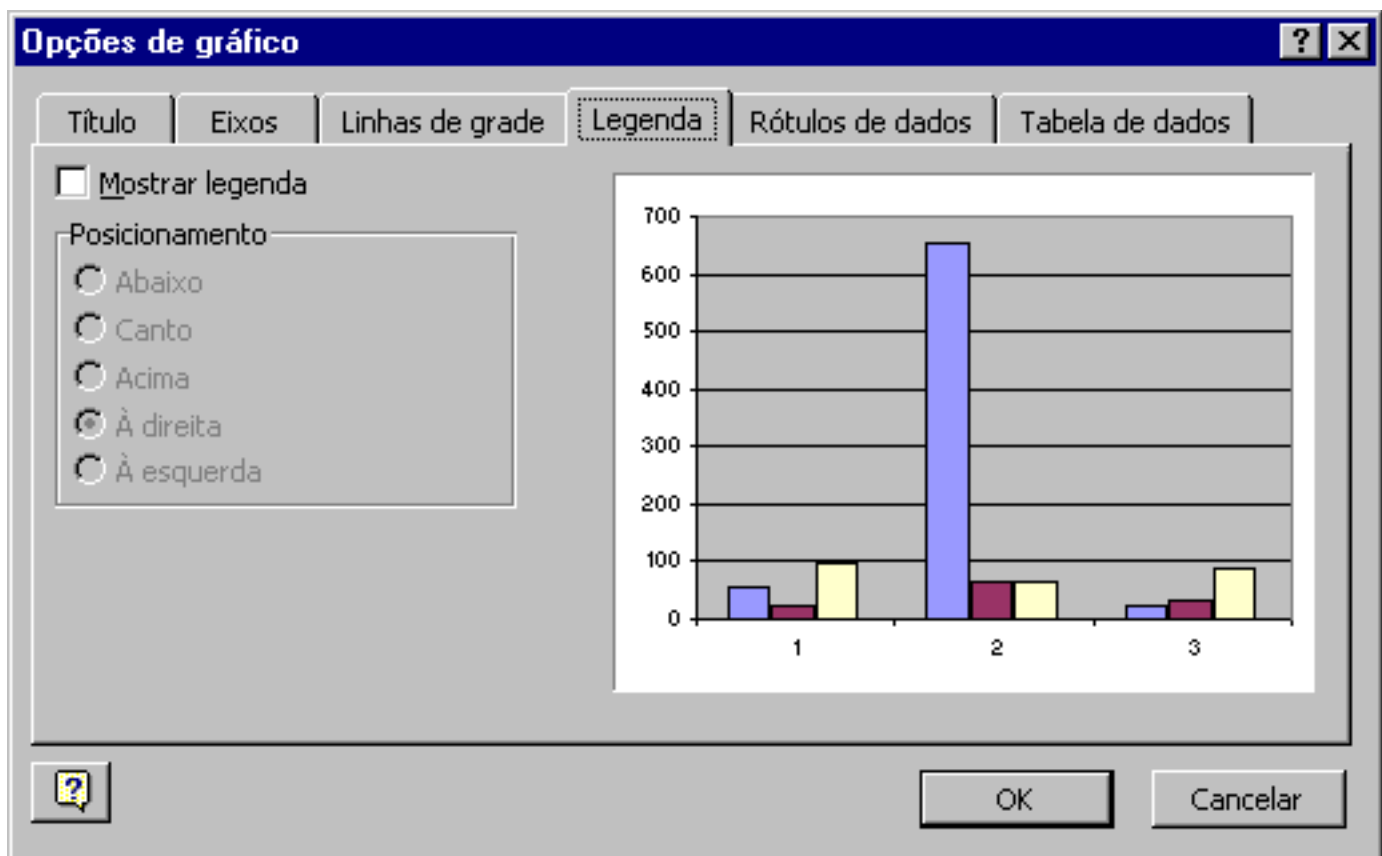 Opções de gráfico
Título Eixos Linhas de grade Legenda Rótulos de dados Tabela de dados
Mostrar legenda
Posicionamento
Abaixo
Canto
Acima
À direita
À esquerda
700
600
500
400
300
200
100
0
1 2 3
OK Cancelar